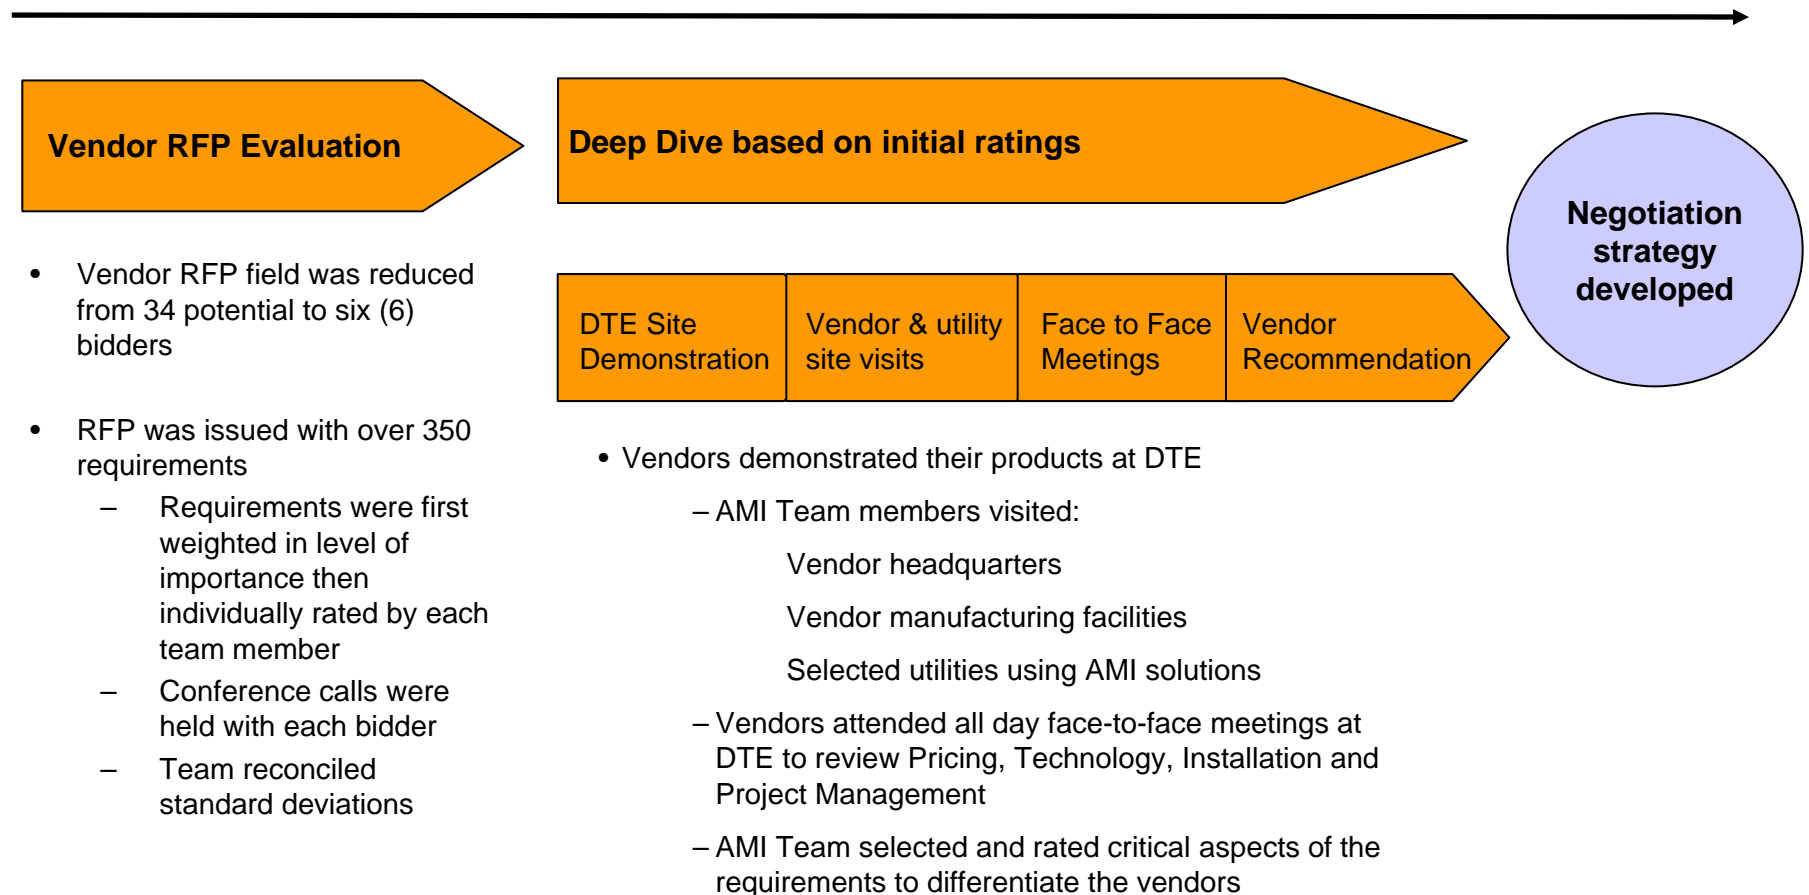 Vendor RFP Evaluation
Deep Dive based on initial ratings
Negotiation
strategy
developed
• Vendor RFP field was reduced
from 34 potential to six (6)
bidders
• RFP was issued with over 350
requirements
– Requirements were first
weighted in level of
importance then
individually rated by each
team member
– Conference calls were
held with each bidder
– Team reconciled
standard deviations
DTE Site
Demonstration
Vendor & utility
site visits
Face to Face
Meetings
Vendor
Recommendation
• Vendors demonstrated their products at DTE
– AMI Team members visited:
Vendor headquarters
Vendor manufacturing facilities
Selected utilities using AMI solutions
– Vendors attended all day face-to-face meetings at
DTE to review Pricing, Technology, Installation and
Project Management
– AMI Team selected and rated critical aspects of the
requirements to differentiate the vendors